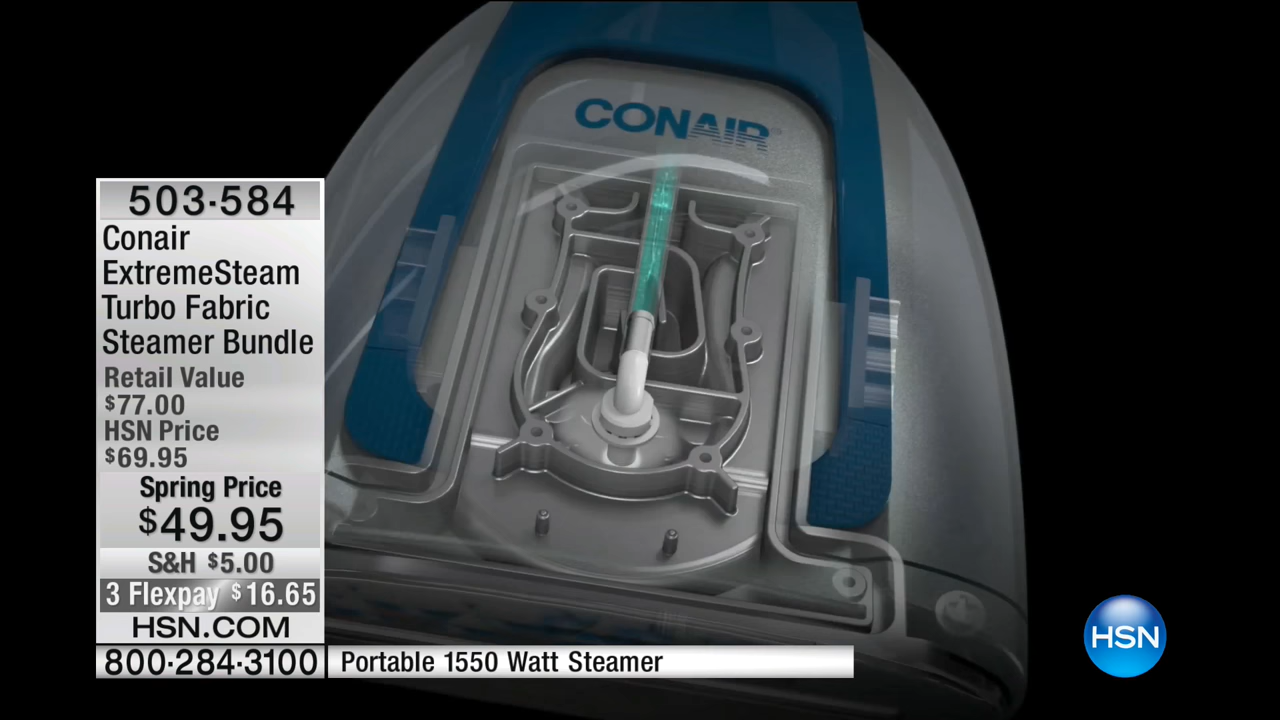 CONAIR
503·584
Conair
ExtremeSteam
Turbo Fabric
Steamer Bundle
Retail Value
$77.00
HSN Price
$69.95
Spring Price
$49.95
S&H $5.00
3 Flexpay $16.65
HSN.COM
800·284·3100
Portable 1550 Watt Steamer
HSN